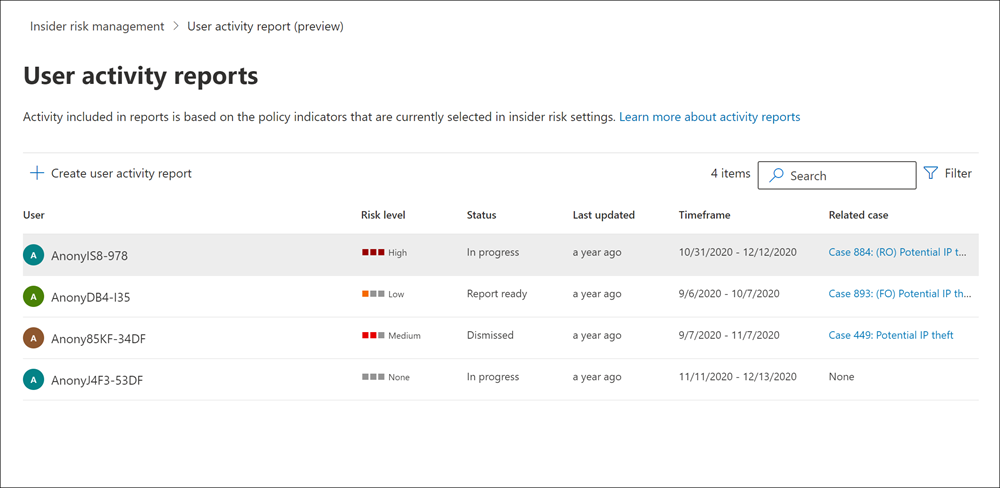 Insider risk management > User activity report (preview)
User activity reports
Activity included in reports is based on the policy indicators that are currently selected in insider risk settings. Learn more about activity reports
+ Create user activity report 4 items Search Filter
User Risk level Status Last updated Timeframe Related case
A AnonyIS8-978 High In progress a year ago 10/31/2020 - 12/12/2020 Case 884: (RO) Potential IP t...
A AnonyDB4-I35 Low Report ready a year ago 9/6/2020 - 10/7/2020 Case 893: (FO) Potential IP th...
A Anony85KF-34DF Medium Dismissed a year ago 9/7/2020 - 11/7/2020 Case 449: Potential IP theft
A AnonyJ4F3-53DF None In progress a year ago 11/11/2020 - 12/13/2020 None